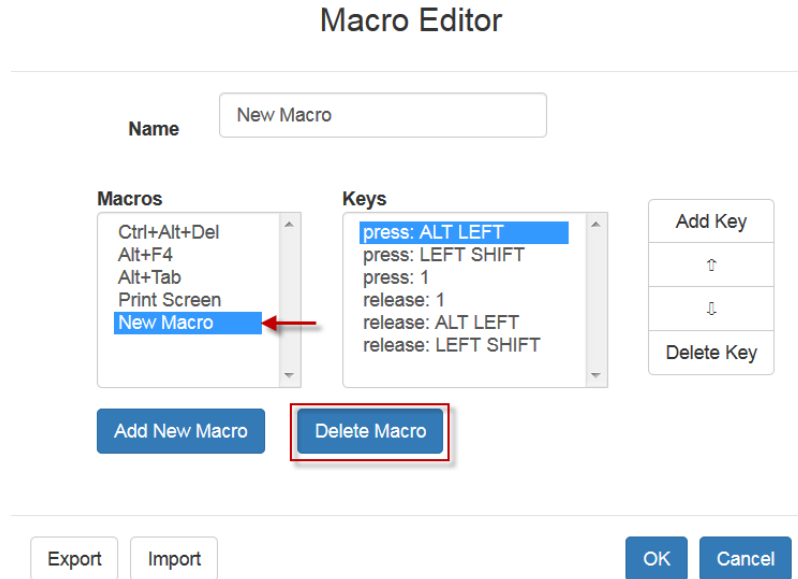 Macro Editor
Name
New Macro
Macros
Ctrl+Alt+Del
Alt+F4
Alt+Tab
Print Screen
New Macro
Keys
press: ALT LEFT
press: LEFT SHIFT
press: 1
release: 1
release: ALT LEFT
release: LEFT SHIFT
Add Key
⇧
⇩
Delete Key
Add New Macro
Delete Macro
Export
Import
OK
Cancel